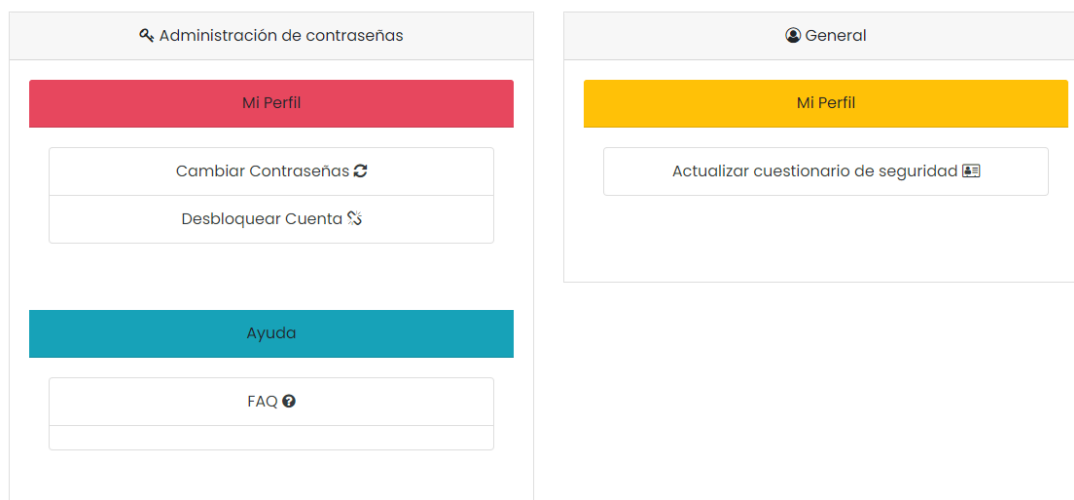 Administración de contraseñas
Mi Perfil
Cambiar Contraseñas
Desbloquear Cuenta
Ayuda
FAQ
General
Mi Perfil
Actualizar cuestionario de seguridad